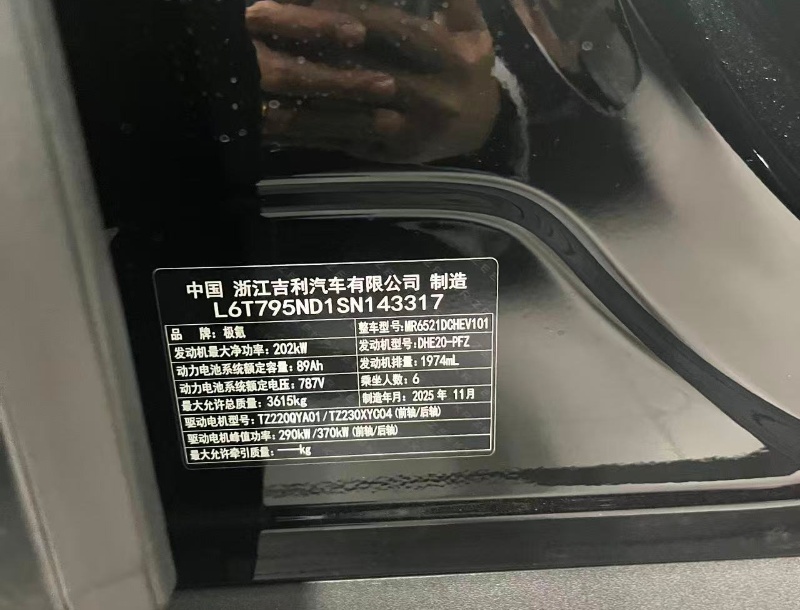 中国 浙江吉利汽车有限公司 制造
L6T795ND1SN143317
品 牌:极氪 整车型号:MR6521DCHEV101
发动机最大净功率:202kW 发动机型号:DHE20-PFZ
动力电池系统额定容量:89Ah 发动机排量:1974mL
动力电池系统额定电压:787V 乘坐人数:6
最大允许总质量:3615kg 制造年月:2025 年 11月
驱动电机型号:TZ220QYA01/TZ230XYC04(前轴/后轴)
驱动电机峰值功率:290kW/370kW(前轴/后轴)
最大允许牵引质量:——kg